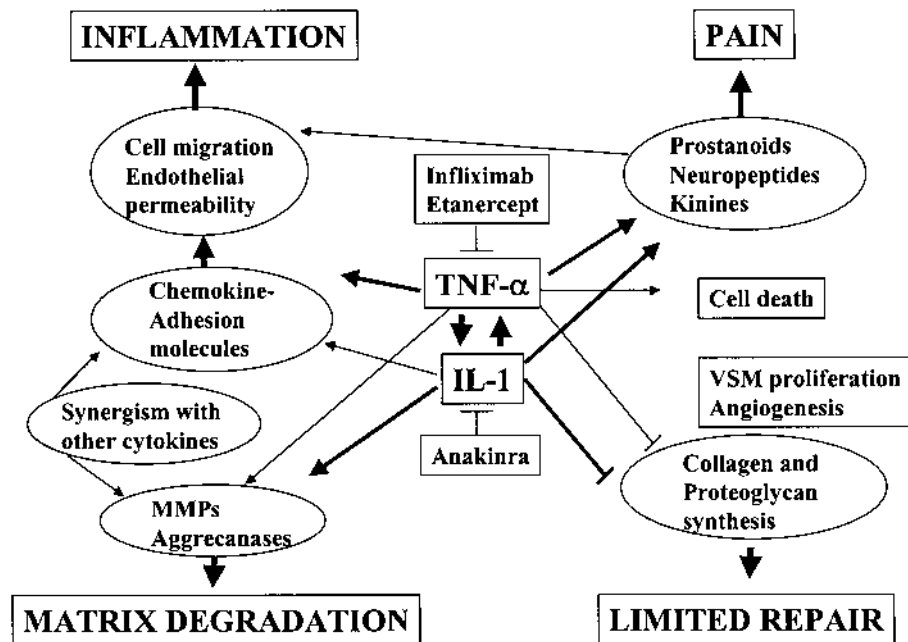 INFLAMMATION
PAIN
Cell migration
Endothelial
permeability
Infliximab
Etanercept
Prostanoids
Neuropeptides
Kinines
Chemokine-
Adhesion
molecules
TNF-α
Cell death
IL-1
VSM proliferation
Angiogenesis
Synergism with
other cytokines
Anakinra
Collagen and
Proteoglycan
synthesis
MMPs
Aggrecanases
MATRIX DEGRADATION
LIMITED REPAIR